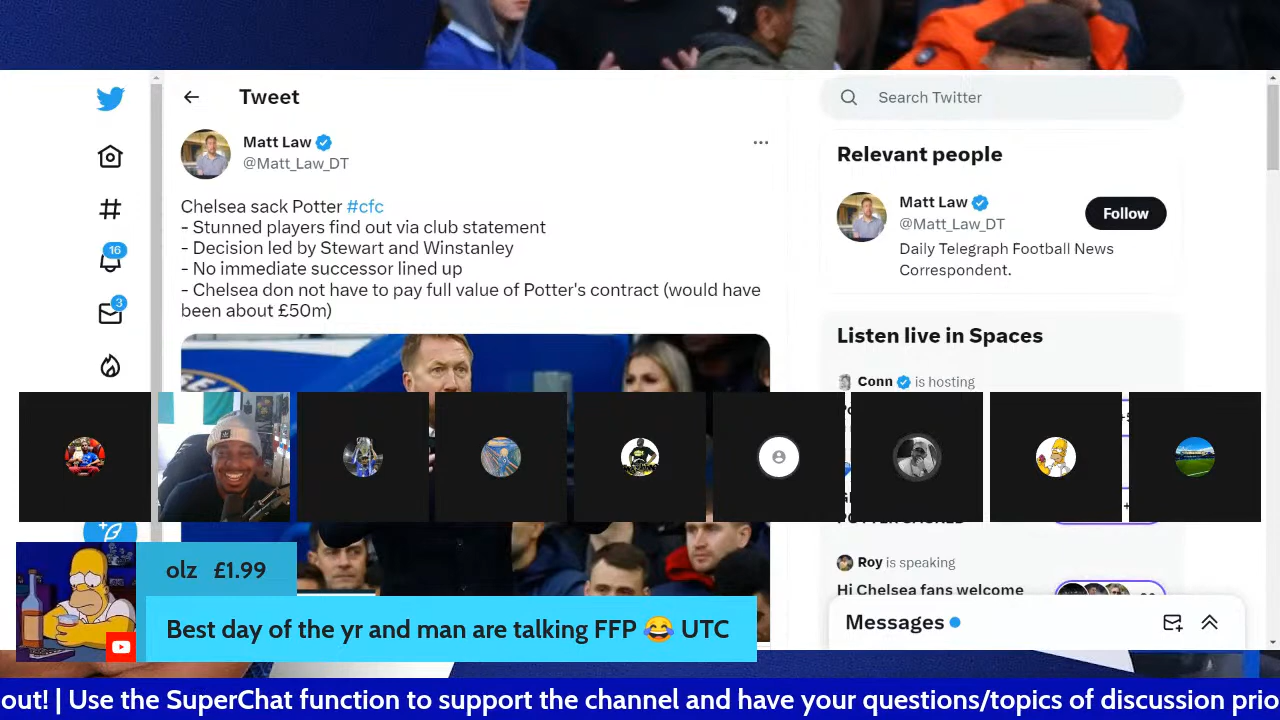 Tweet
Search Twitter
Matt Law
@Matt_Law_DT
Chelsea sack Potter #cfc
- Stunned players find out via club statement
- Decision led by Stewart and Winstanley
- No immediate successor lined up
- Chelsea don not have to pay full value of Potter's contract (would have
been about £50m)
16
3
Relevant people
Matt Law
@Matt_Law_DT
Follow
Daily Telegraph Football News
Correspondent.
Listen live in Spaces
Conn is hosting
Roy is speaking
Hi Chelsea fans welcome
Messages
olz £1.99
Best day of the yr and man are talking FFP 😂 UTC
out! | Use the SuperChat function to support the channel and have your questions/topics of discussion prio